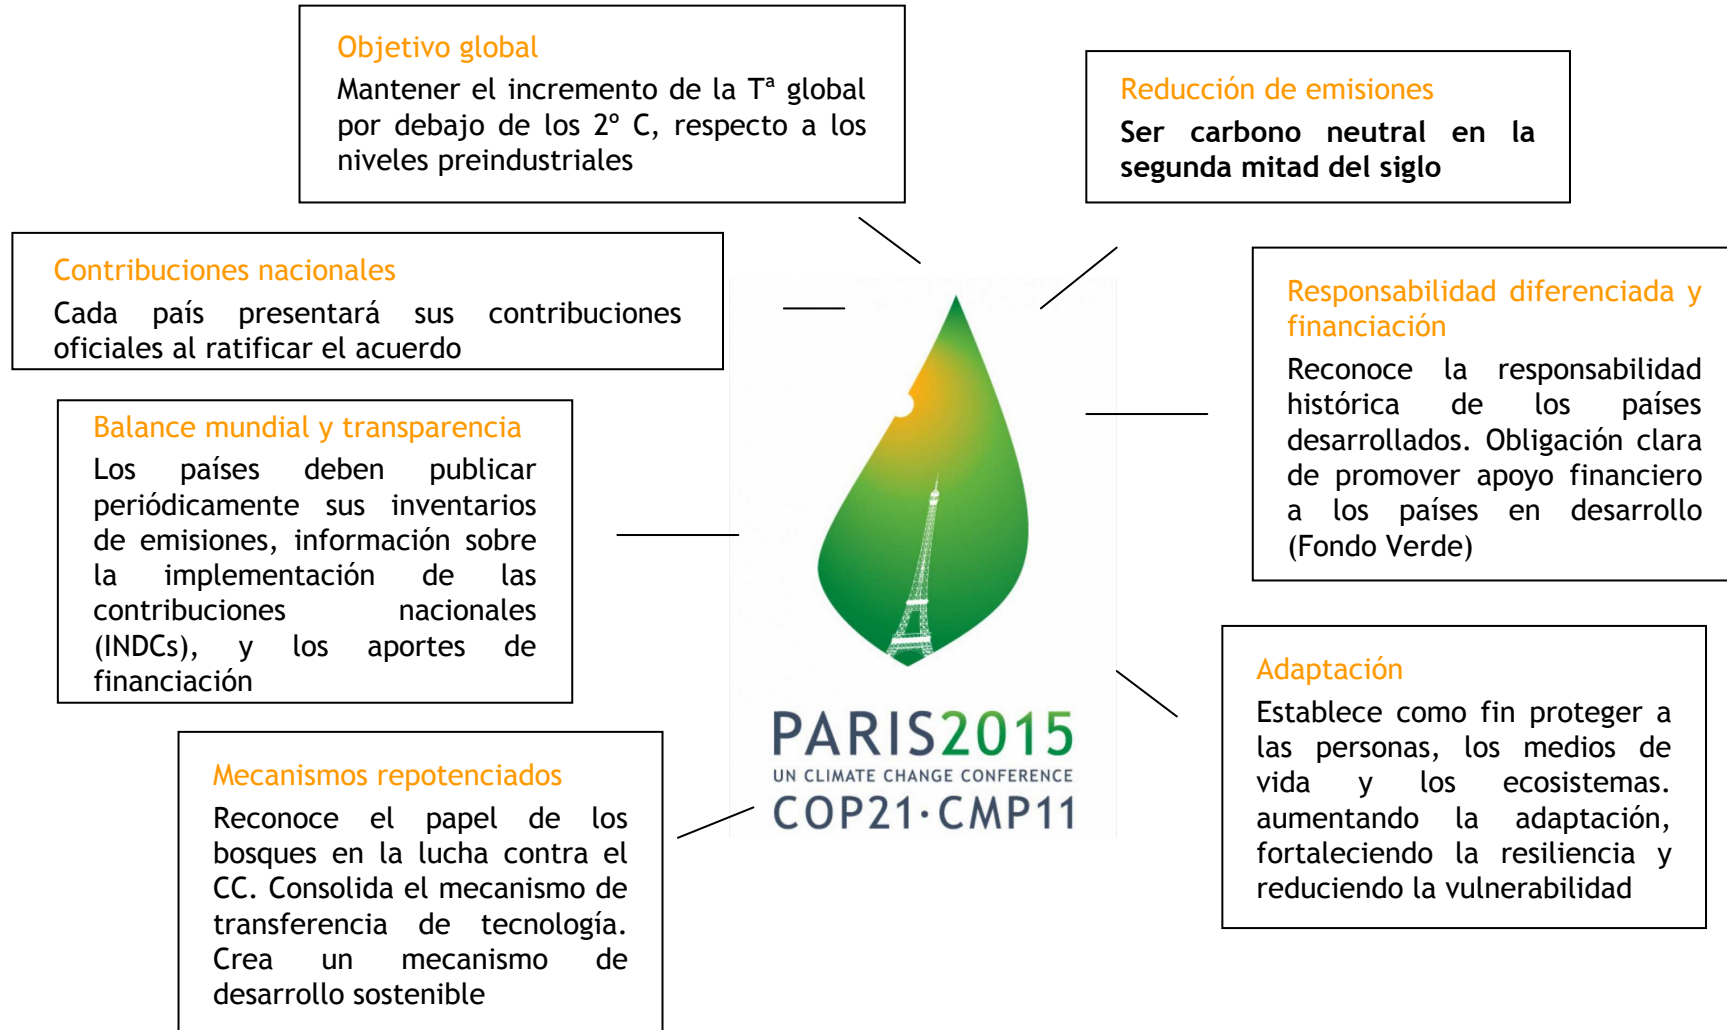 Objetivo global
Mantener el incremento de la Tª global
por debajo de los 2º C, respecto a los
niveles preindustriales
Reducción de emisiones
Ser carbono neutral en la
segunda mitad del siglo
Contribuciones nacionales
Cada país presentará sus contribuciones
oficiales al ratificar el acuerdo
Responsabilidad diferenciada y
financiación
Reconoce la responsabilidad
histórica de los países
desarrollados. Obligación clara
de promover apoyo financiero
a los países en desarrollo
(Fondo Verde)
Balance mundial y transparencia
Los países deben publicar
periódicamente sus inventarios
de emisiones, información sobre
la implementación de las
contribuciones nacionales
(INDCs), y los aportes de
financiación
Adaptación
Establece como fin proteger a
las personas, los medios de
vida y los ecosistemas.
aumentando la adaptación,
fortaleciendo la resiliencia y
reduciendo la vulnerabilidad
PARIS2015
UN CLIMATE CHANGE CONFERENCE
COP21·CMP11
Mecanismos repotenciados
Reconoce el papel de los
bosques en la lucha contra el
CC. Consolida el mecanismo de
transferencia de tecnología.
Crea un mecanismo de
desarrollo sostenible